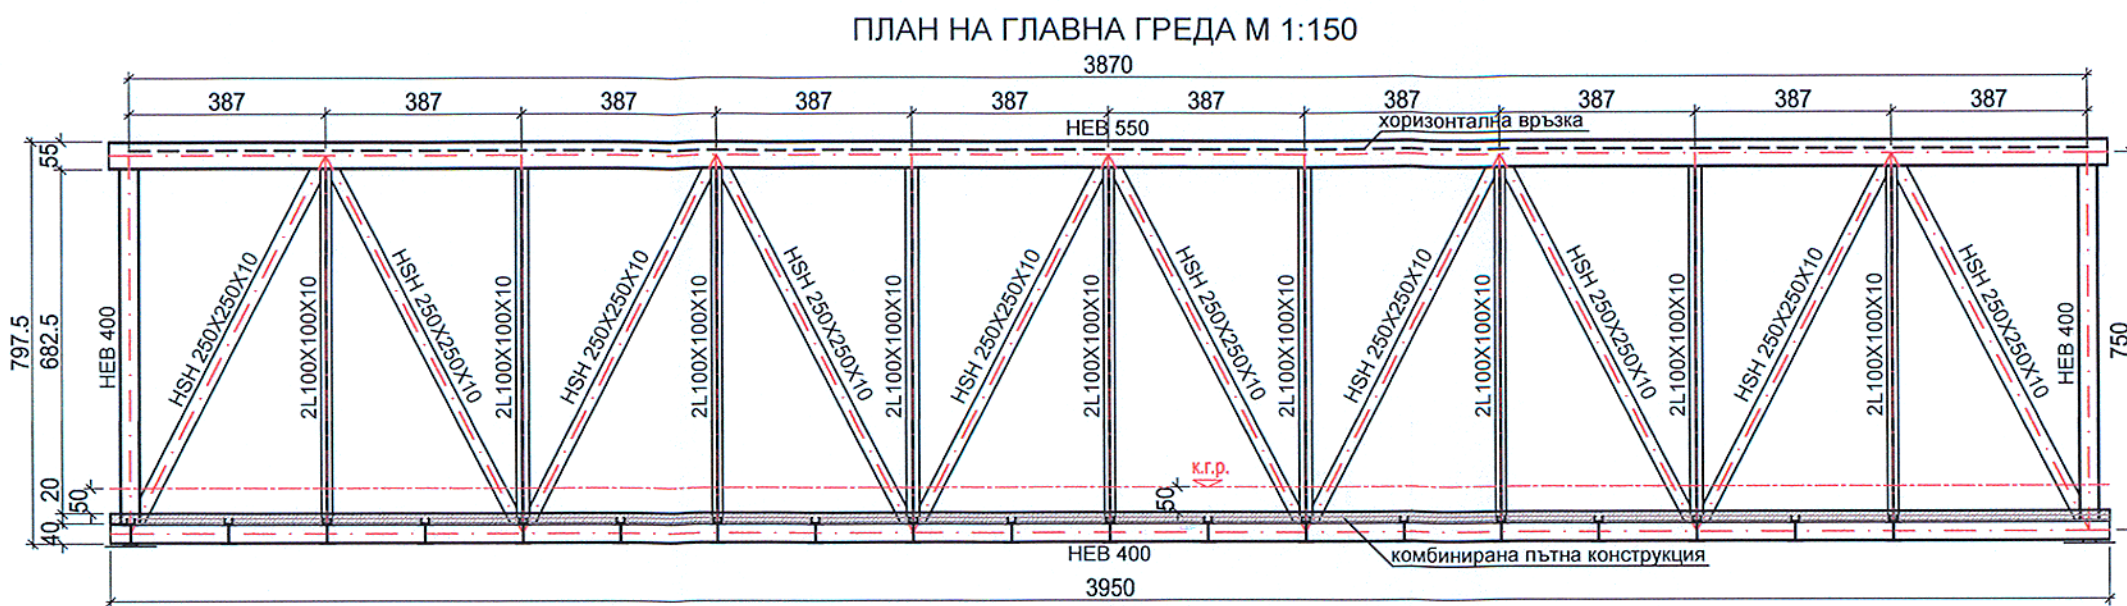 ПЛАН НА ГЛАВНА ГРЕДА М 1:150
3870
387 387 387 387 387 387 387 387 387 387
HEB 550
хоризонтална връзка
55
797.5
682.5
20
50
40
750
HEB 400
HSH 250X250X10
2L100X100X10
HSH 250X250X10
2L100X100X10
HSH 250X250X10
2L100X100X10
HSH 250X250X10
2L100X100X10
HSH 250X250X10
2L100X100X10
HSH 250X250X10
2L100X100X10
HSH 250X250X10
2L100X100X10
HSH 250X250X10
2L100X100X10
HSH 250X250X10
2L100X100X10
HSH 250X250X10
HEB 400
к.г.р.
50
HEB 400
комбинирана пътна конструкция
3950